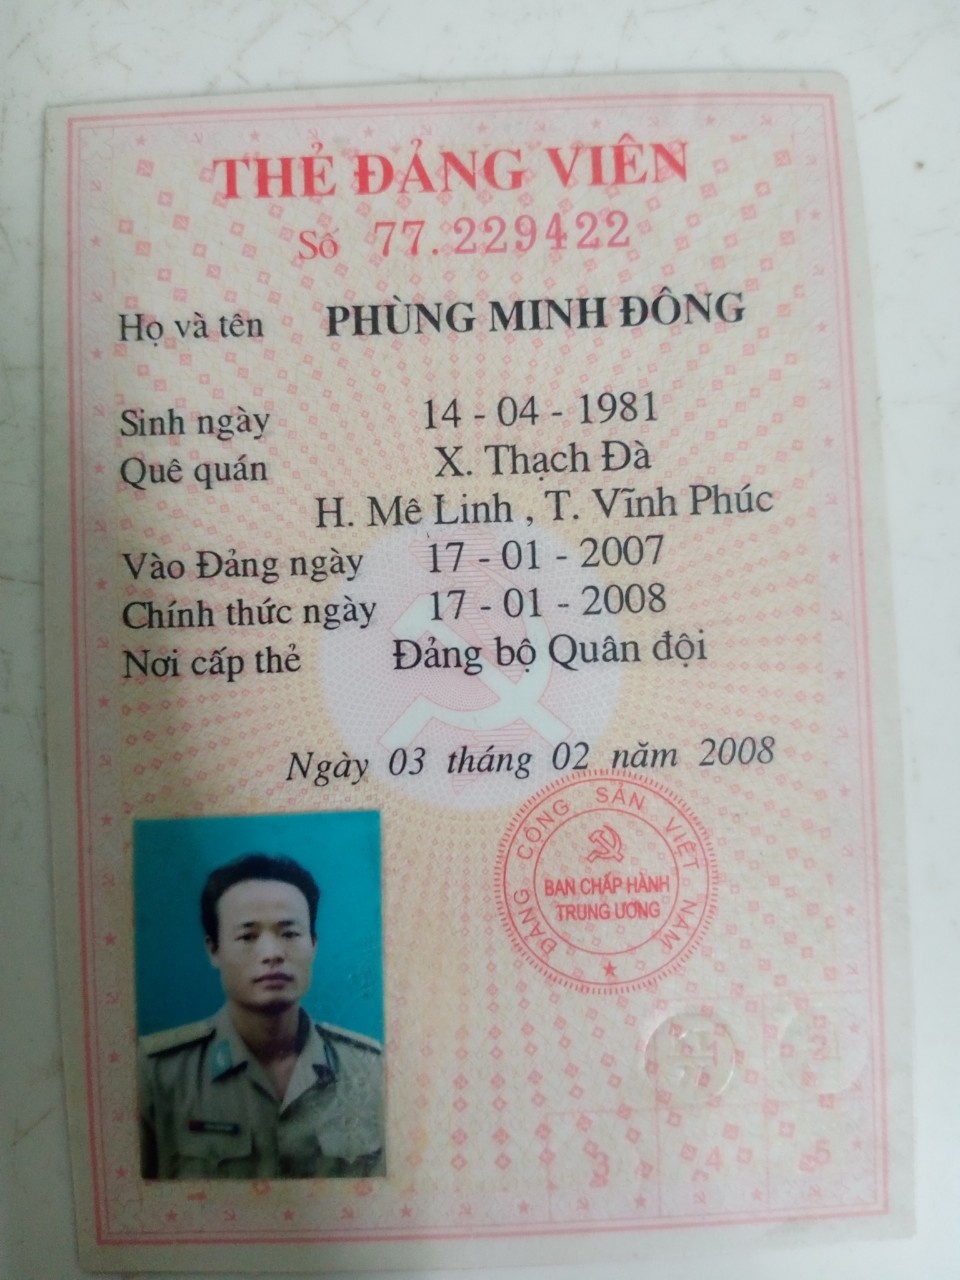 THẺ ĐẢNG VIÊN
Số 77.229422
Họ và tên PHÙNG MINH ĐÔNG
Sinh ngày 14 - 04 - 1981
Quê quán X. Thạch Đà
H. Mê Linh , T. Vĩnh Phúc
Vào Đảng ngày 17 - 01 - 2007
Chính thức ngày 17 - 01 - 2008
Nơi cấp thẻ Đảng bộ Quân đội
Ngày 03 tháng 02 năm 2008
ĐẢNG CỘNG SẢN VIỆT NAM
BAN CHẤP HÀNH
TRUNG ƯƠNG
3 4 5